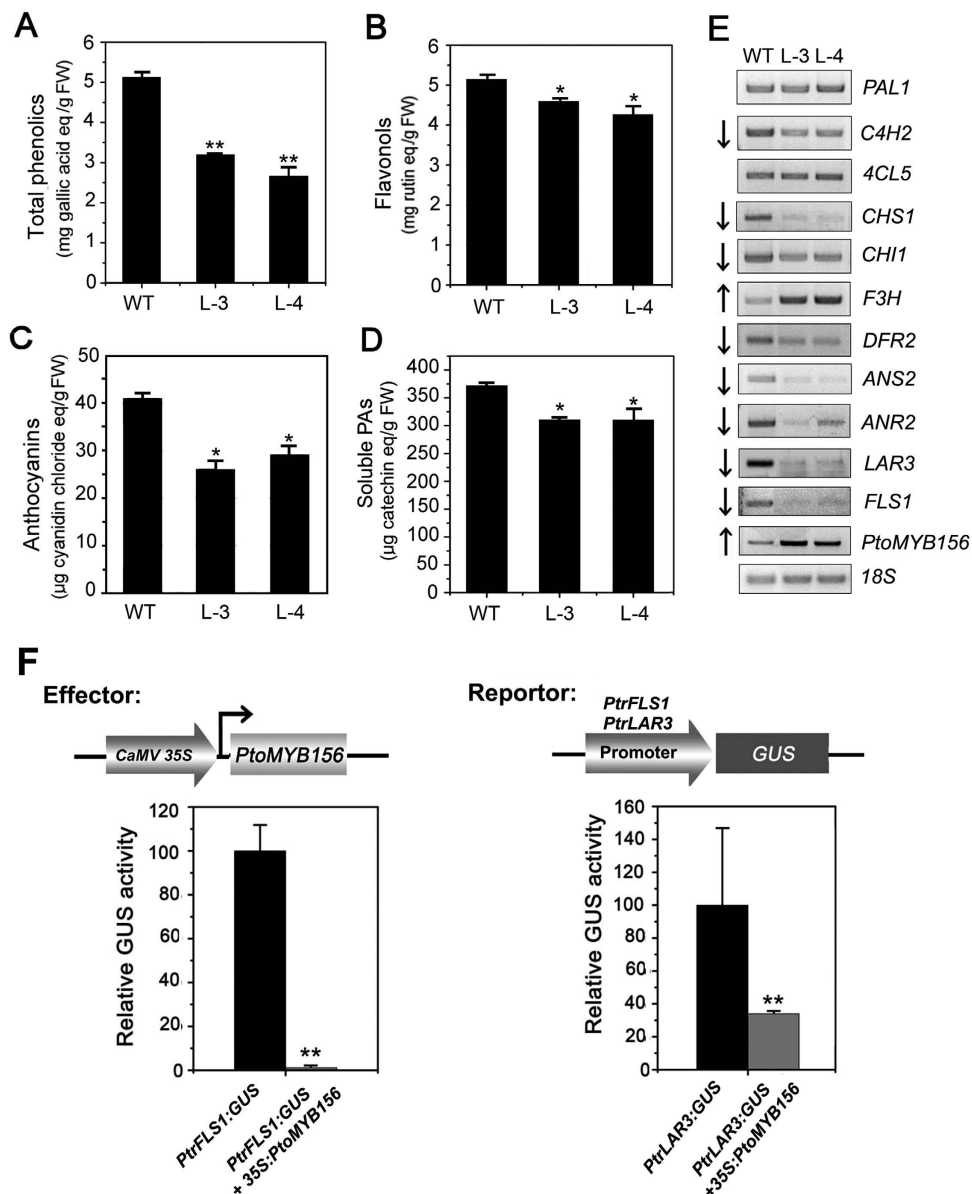 A
Total phenolics
(mg gallic acid eq/g FW)
6
5
4
3
2
1
0
**
**
WT
L-3
L-4
B
Flavonols
(mg rutin eq/g FW)
6
5
4
3
2
1
0
*
*
WT
L-3
L-4
C
Anthocyanins
(µg cyanidin chloride eq/gFW)
50
40
30
20
10
0
*
*
WT
L-3
L-4
D
Soluble PAs
(µg catechin eq/g FW)
400
350
300
250
200
150
100
50
0
*
*
WT
L-3
L-4
E
WT L-3 L-4
PAL1
C4H2
4CL5
CHS1
CHI1
F3H
DFR2
ANS2
ANR2
LAR3
FLS1
PtoMYB156
18S
F
Effector:
CaMV 35S
PtoMYB156
Reportor:
PtrFLS1
PtrLAR3
Promoter
GUS
Relative GUS activity
120
100
80
60
40
20
0
**
PtrFLS1:GUS
PtrFLS1:GUS
+ 35S:PtoMYB156
Relative GUS activity
160
140
120
100
80
60
40
20
0
**
PtrLAR3:GUS
PtrLAR3:GUS
+35S:PtoMYB156